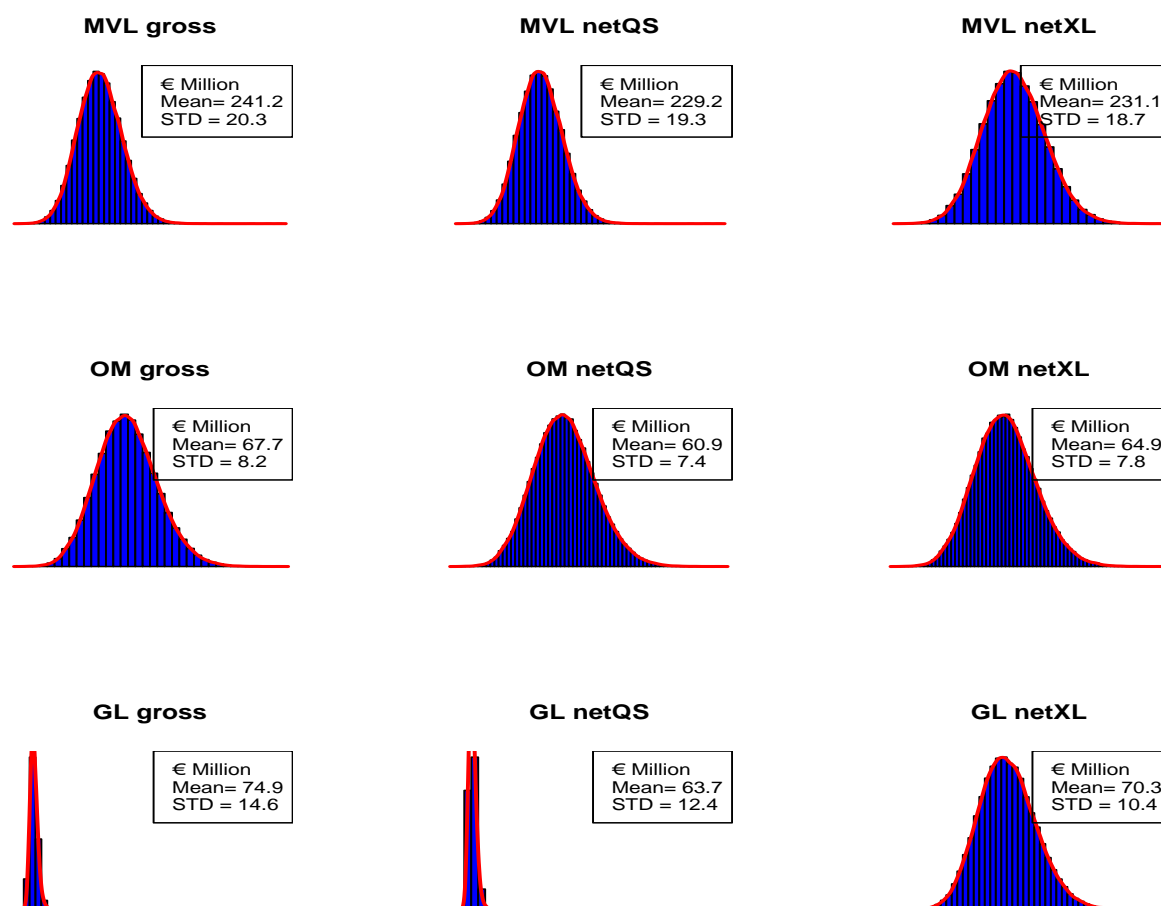 MVL gross
€ Million
Mean= 241.2
STD = 20.3
MVL netQS
€ Million
Mean= 229.2
STD = 19.3
MVL netXL
€ Million
Mean= 231.1
STD = 18.7
OM gross
€ Million
Mean= 67.7
STD = 8.2
OM netQS
€ Million
Mean= 60.9
STD = 7.4
OM netXL
€ Million
Mean= 64.9
STD = 7.8
GL gross
€ Million
Mean= 74.9
STD = 14.6
GL netQS
€ Million
Mean= 63.7
STD = 12.4
GL netXL
€ Million
Mean= 70.3
STD = 10.4